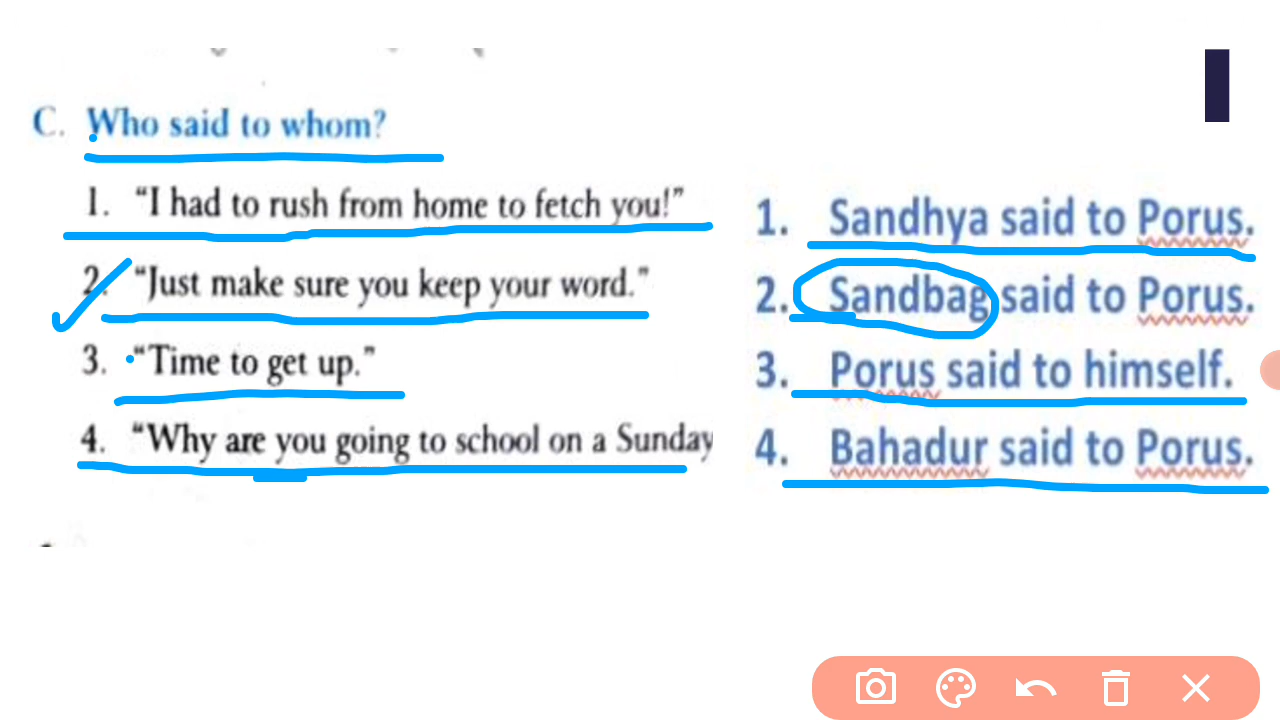 C. Who said to whom?
1. “I had to rush from home to fetch you!”
2. “Just make sure you keep your word.”
3. “Time to get up.”
4. “Why are you going to school on a Sunday
1. Sandhya said to Porus.
2. Sandbag said to Porus.
3. Porus said to himself.
4. Bahadur said to Porus.